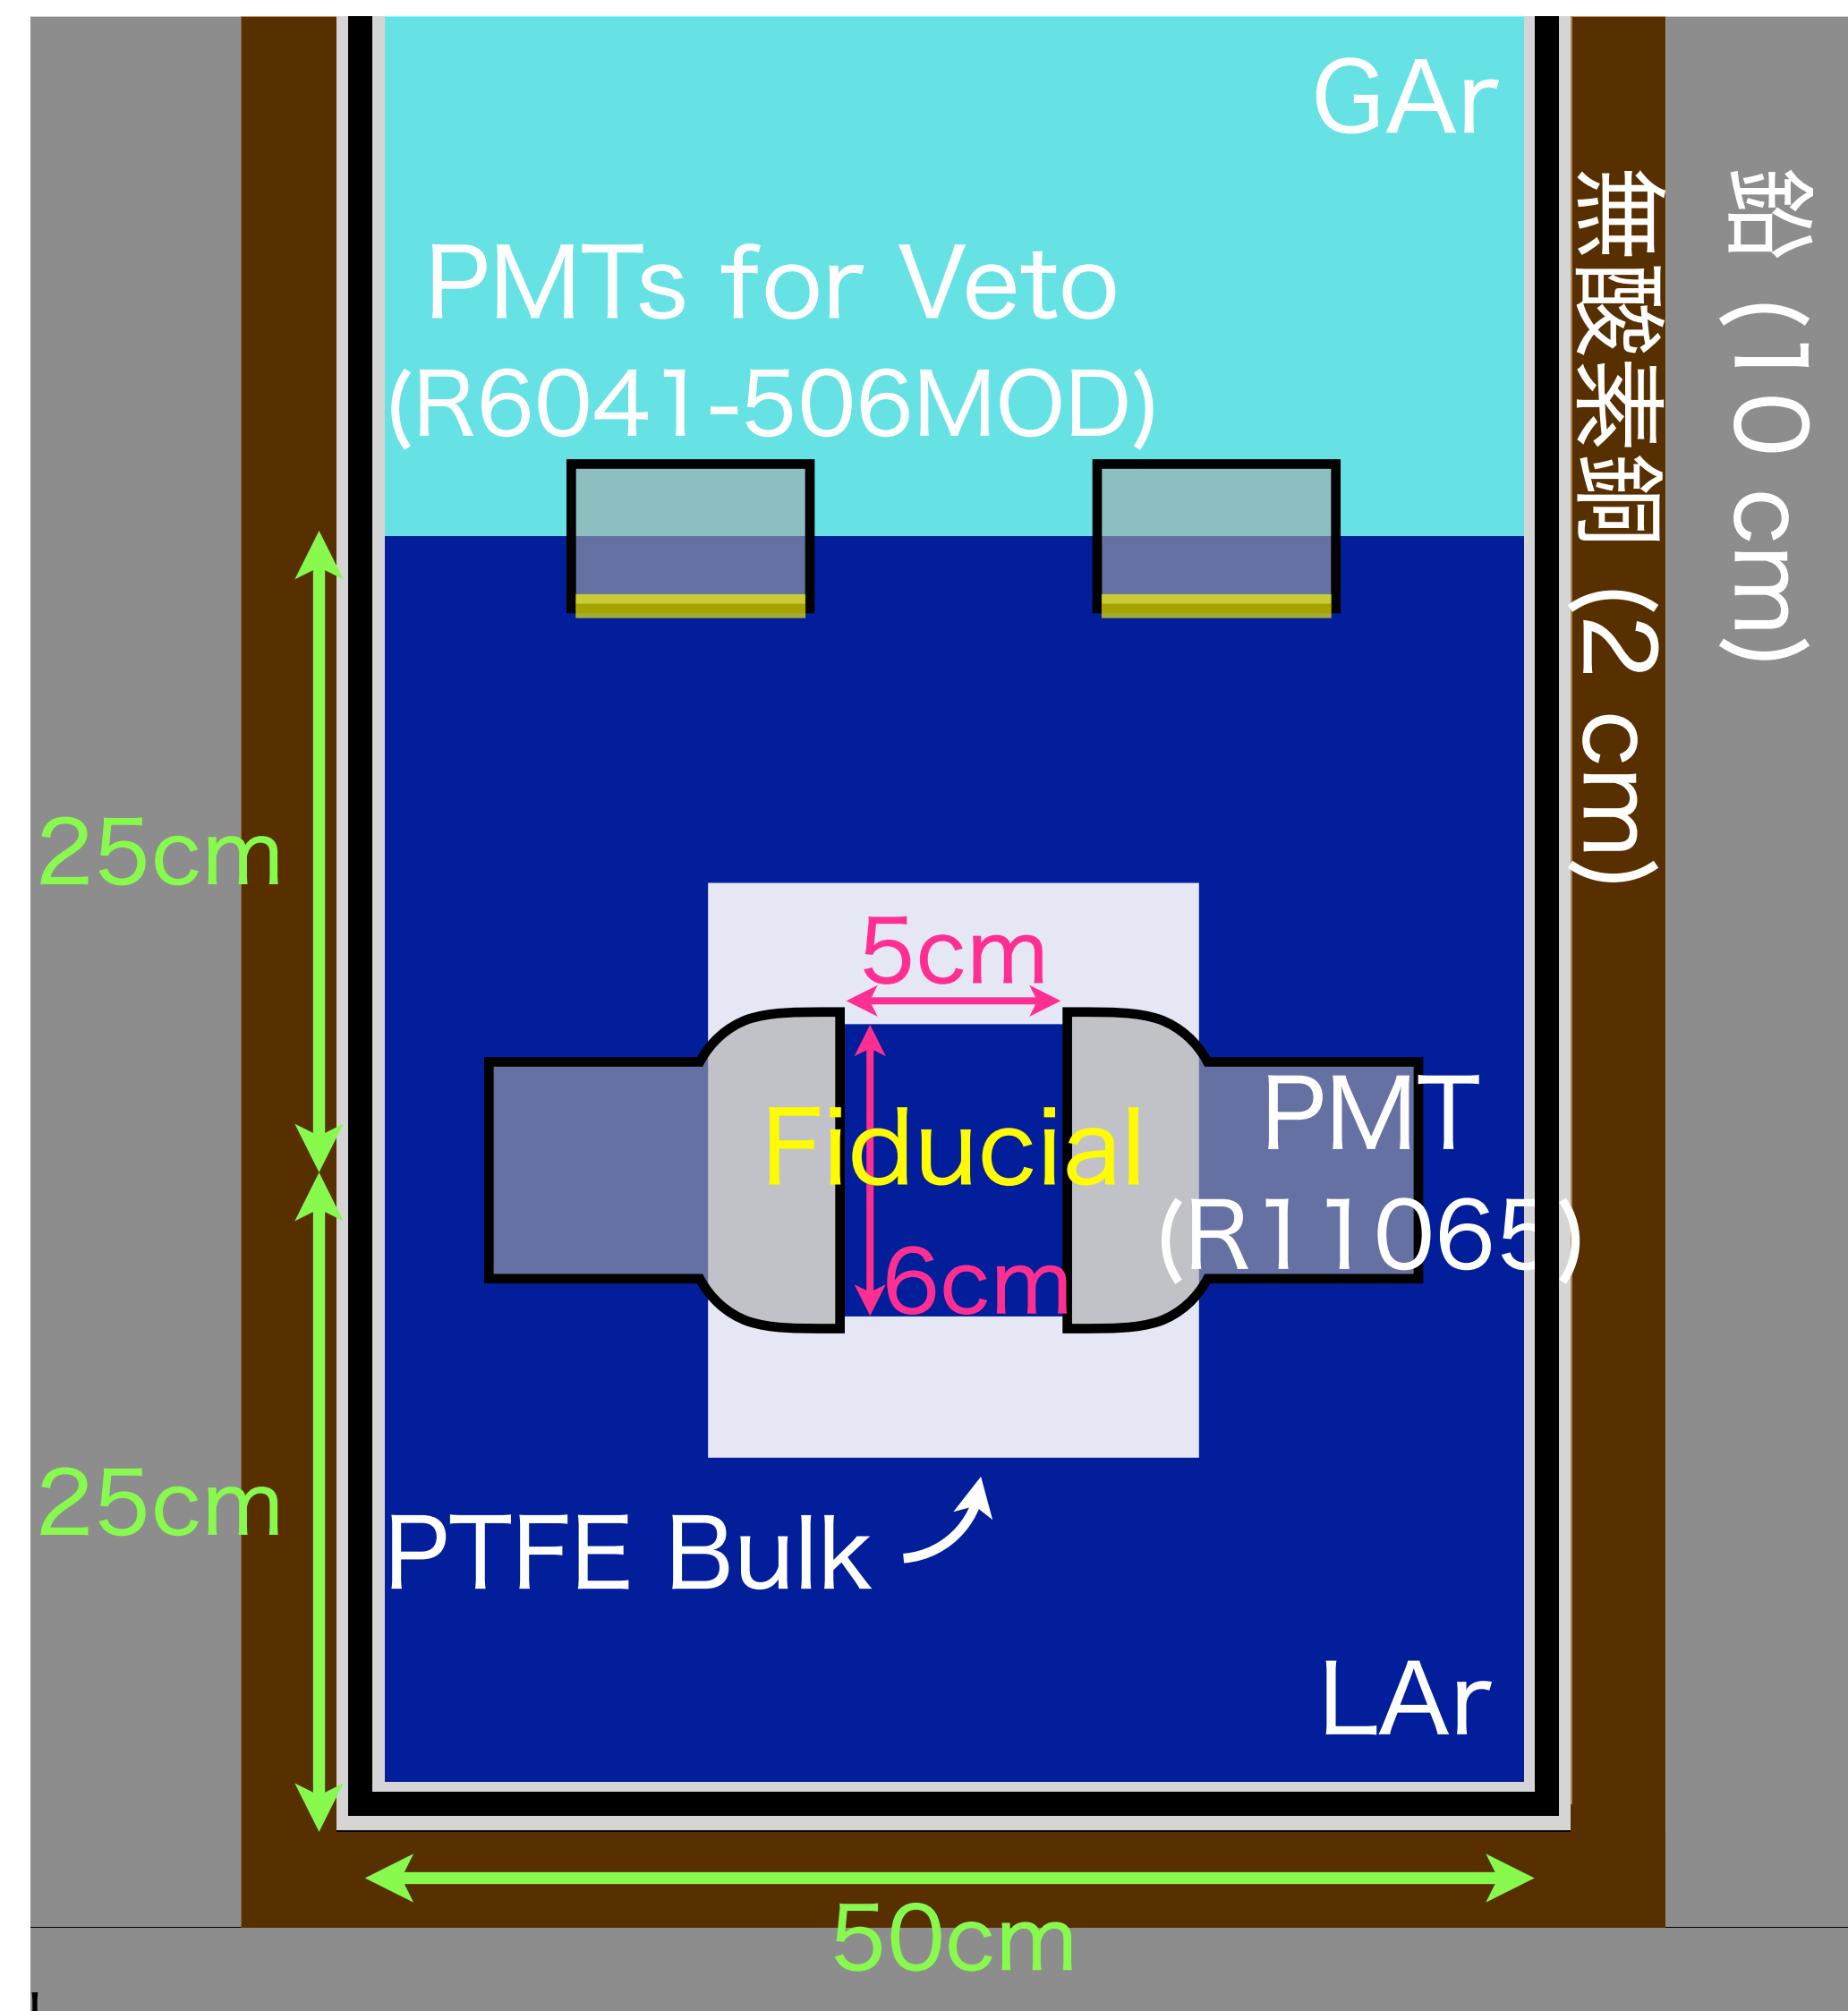 GAr
PMTs for Veto
(R6041-506MOD)
無酸素銅 (2 cm)
鉛 (10 cm)
25cm
5cm
Fiducial
PMT
(R11065)
6cm
25cm
PTFE Bulk
LAr
50cm